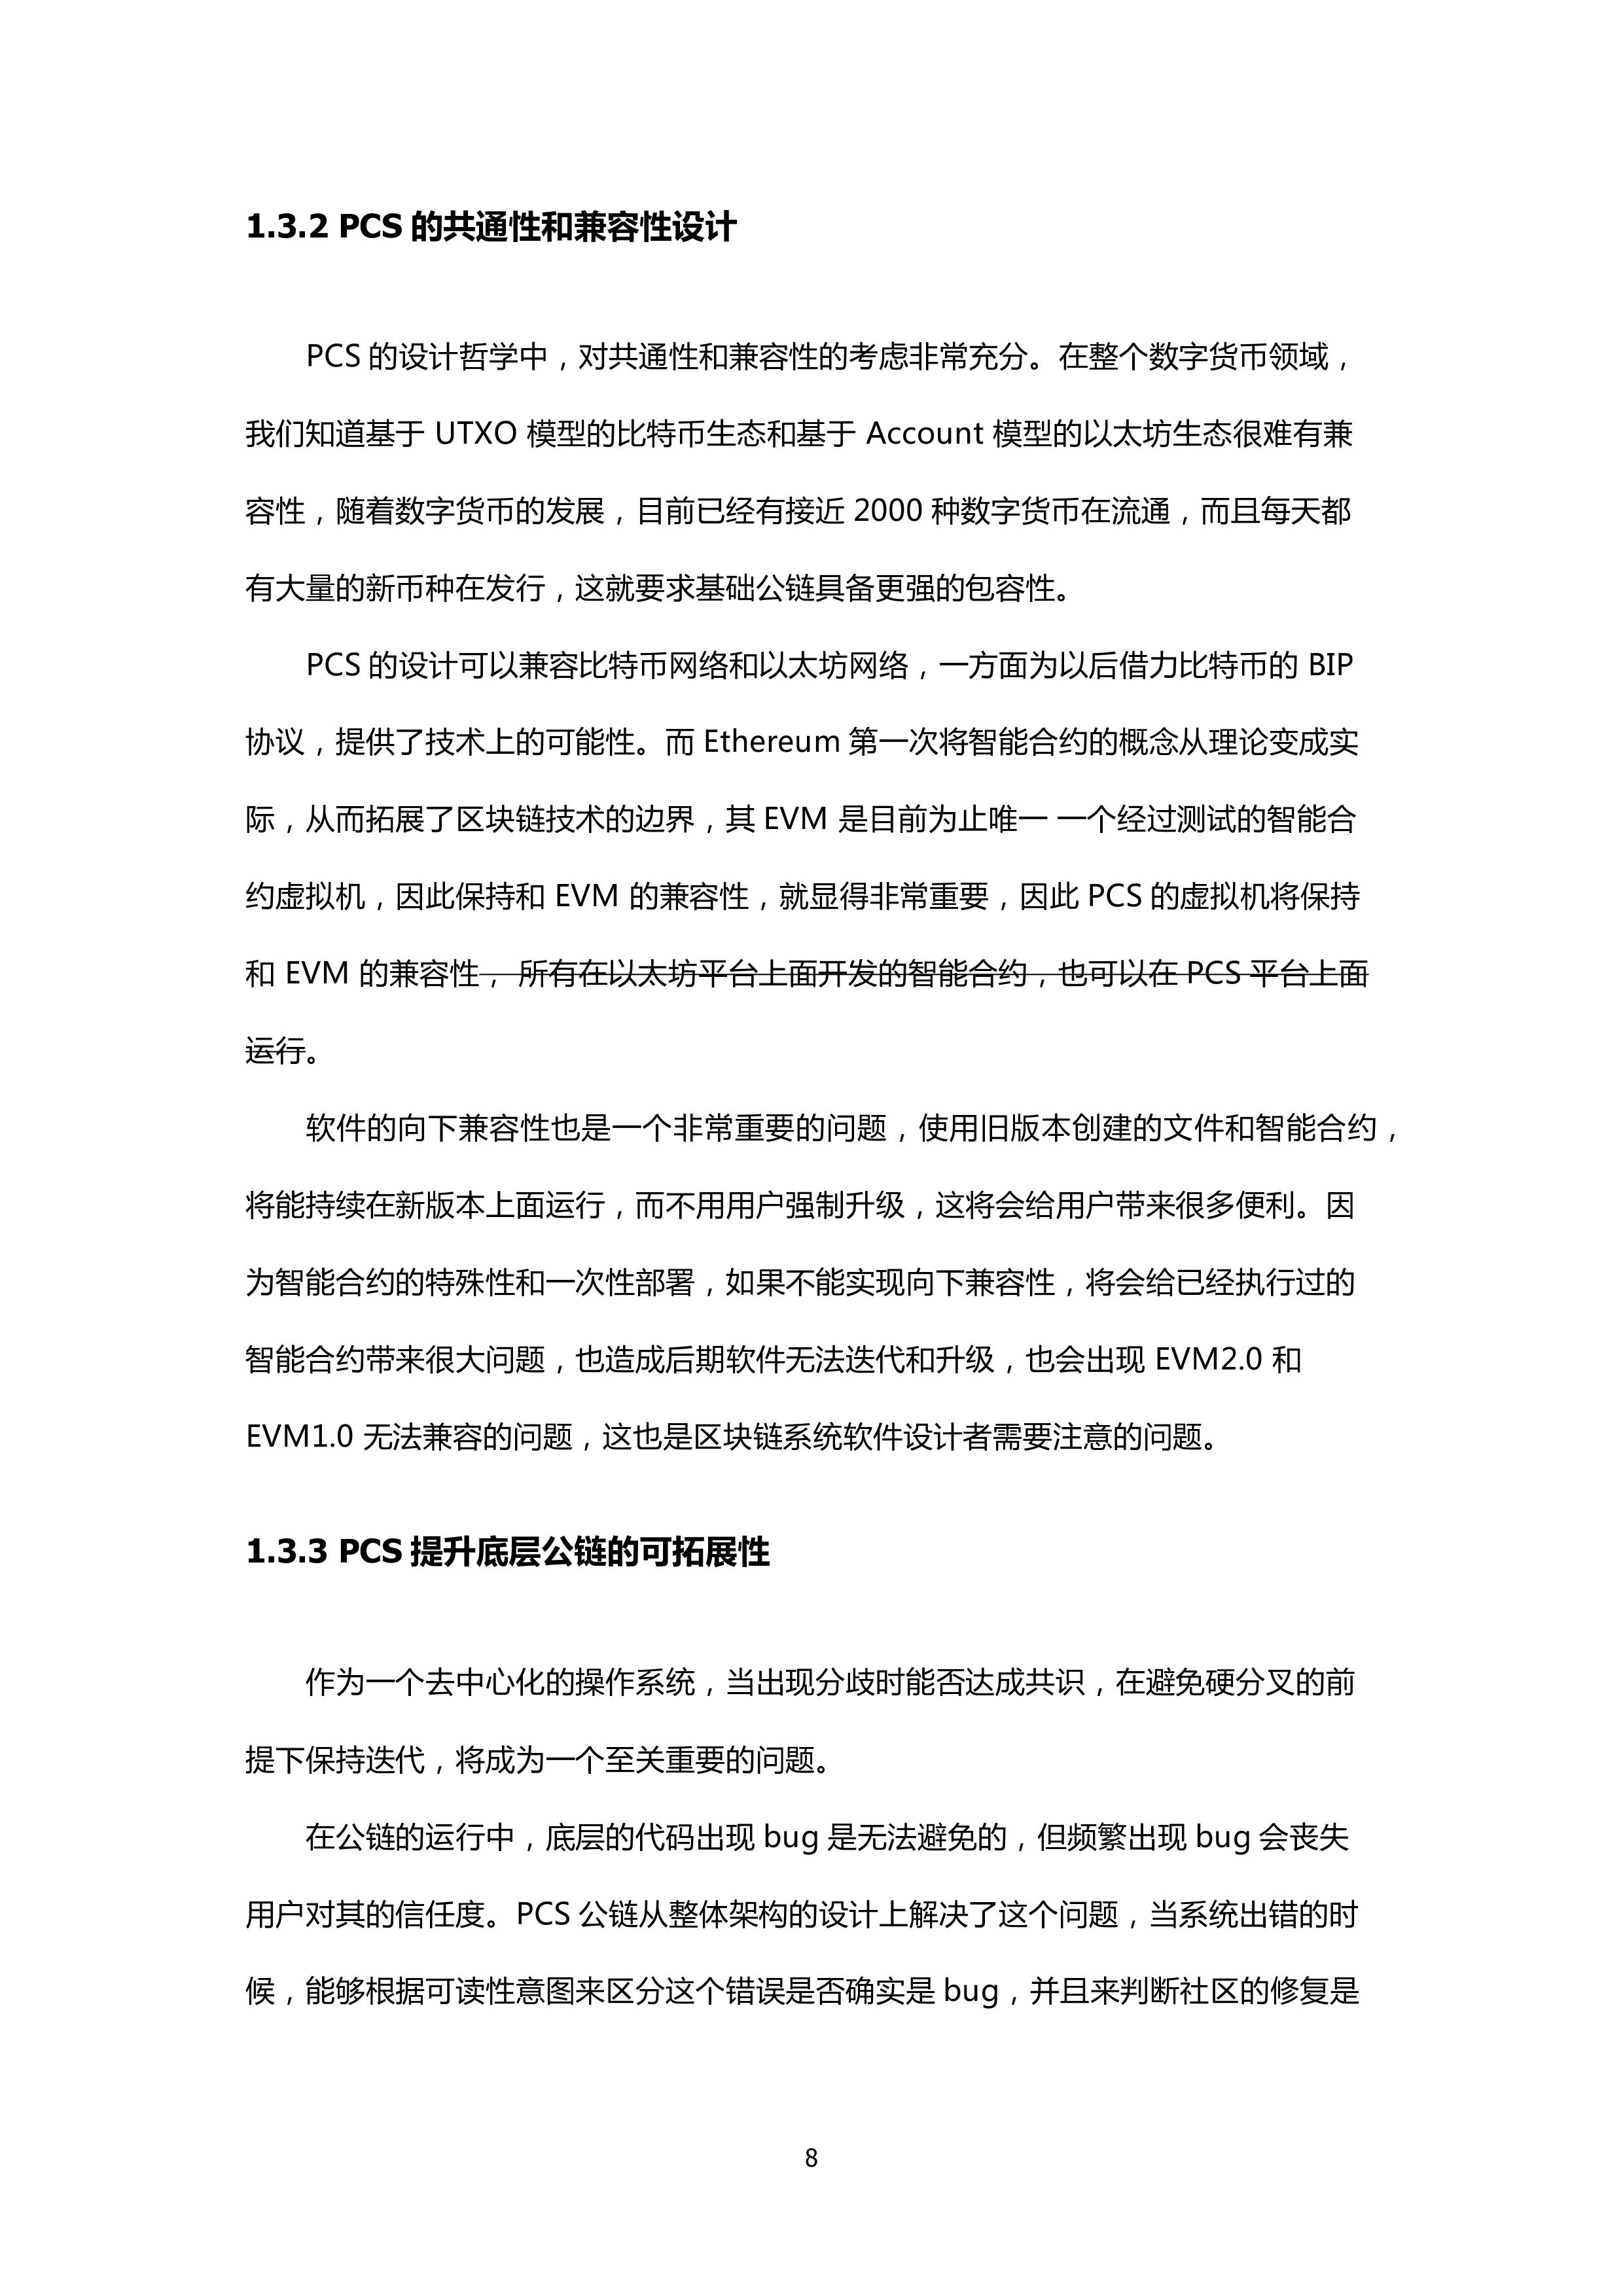 1.3.2 PCS 的共通性和兼容性设计
PCS 的设计哲学中，对共通性和兼容性的考虑非常充分。在整个数字货币领域，
我们知道基于 UTXO 模型的比特币生态和基于 Account 模型的以太坊生态很难有兼
容性，随着数字货币的发展，目前已经有接近 2000 种数字货币在流通，而且每天都
有大量的新币种在发行，这就要求基础公链具备更强的包容性。
PCS 的设计可以兼容比特币网络和以太坊网络，一方面为以后借力比特币的 BIP
协议，提供了技术上的可能性。而 Ethereum 第一次将智能合约的概念从理论变成实
际，从而拓展了区块链技术的边界，其 EVM 是目前为止唯一 一个经过测试的智能合
约虚拟机，因此保持和 EVM 的兼容性，就显得非常重要，因此 PCS 的虚拟机将保持
和 EVM 的兼容性， 所有在以太坊平台上面开发的智能合约，也可以在 PCS 平台上面
运行。
软件的向下兼容性也是一个非常重要的问题，使用旧版本创建的文件和智能合约，
将能持续在新版本上面运行，而不用用户强制升级，这将会给用户带来很多便利。因
为智能合约的特殊性和一次性部署，如果不能实现向下兼容性，将会给已经执行过的
智能合约带来很大问题，也造成后期软件无法迭代和升级，也会出现 EVM2.0 和
EVM1.0 无法兼容的问题，这也是区块链系统软件设计者需要注意的问题。
1.3.3 PCS 提升底层公链的可拓展性
作为一个去中心化的操作系统，当出现分歧时能否达成共识，在避免硬分叉的前
提下保持迭代，将成为一个至关重要的问题。
在公链的运行中，底层的代码出现 bug 是无法避免的，但频繁出现 bug 会丧失
用户对其的信任度。PCS 公链从整体架构的设计上解决了这个问题，当系统出错的时
候，能够根据可读性意图来区分这个错误是否确实是 bug，并且来判断社区的修复是
8